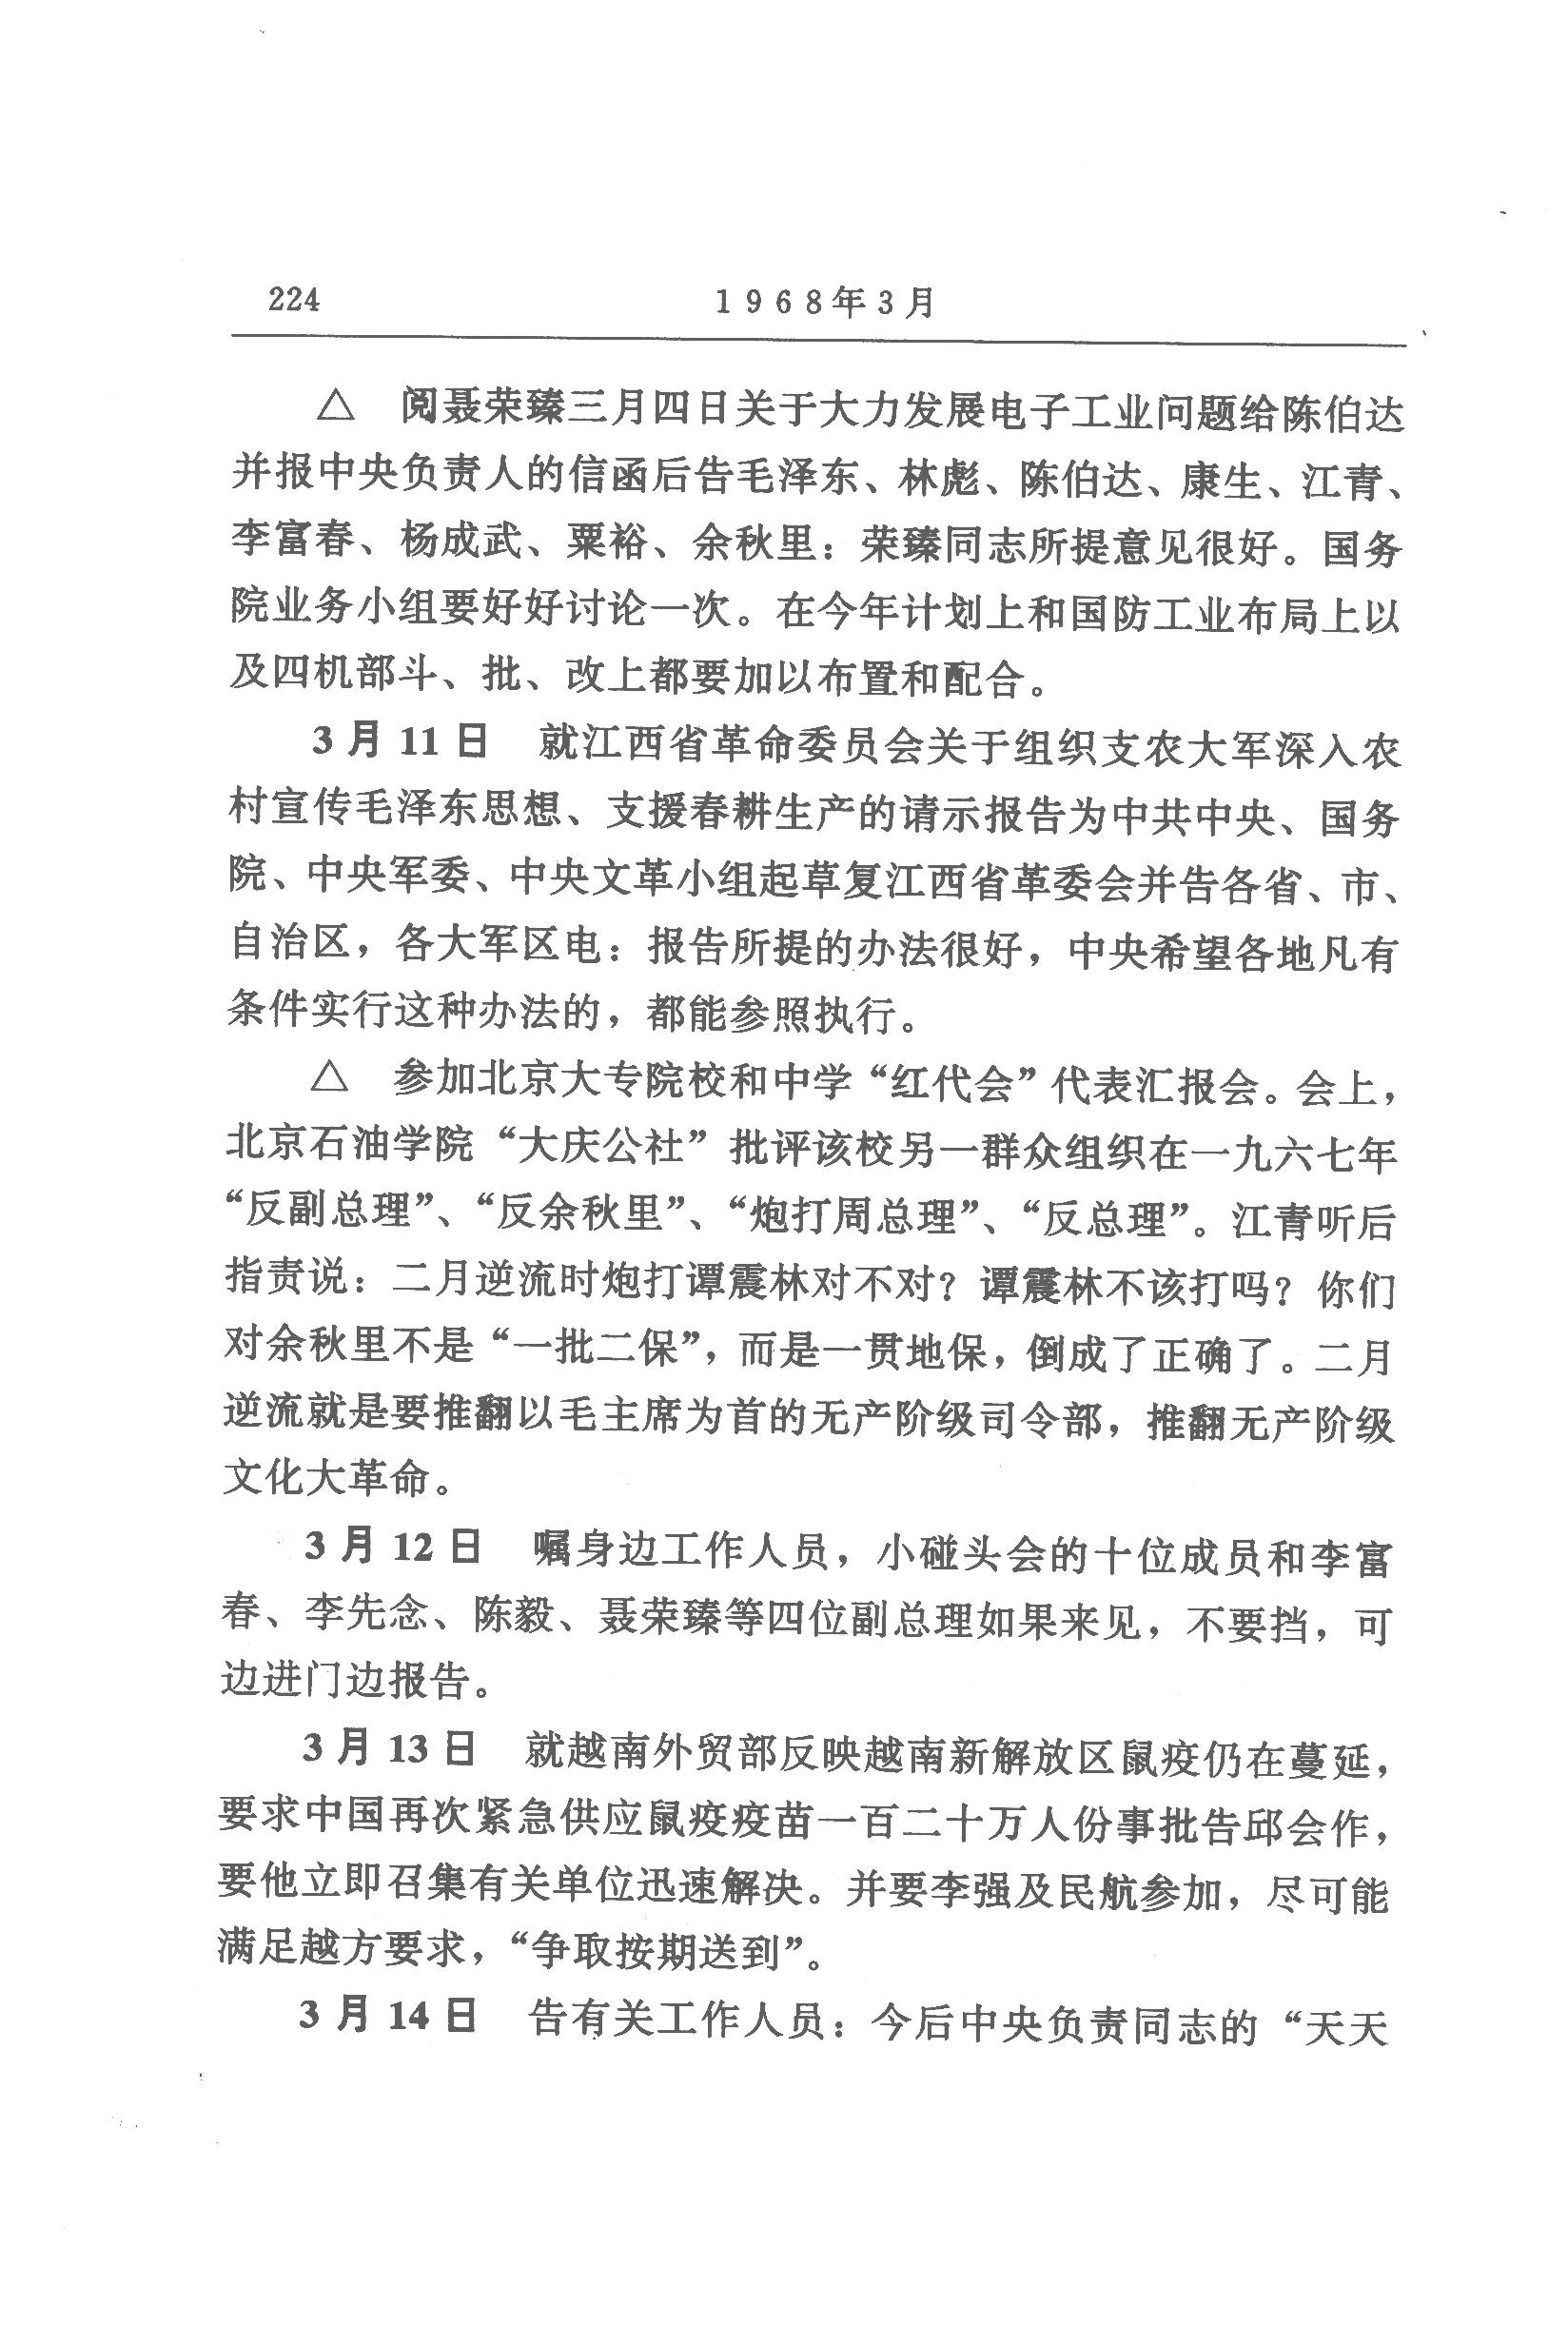 224
1968年3月
△ 阅聂荣臻三月四日关于大力发展电子工业问题给陈伯达
并报中央负责人的信函后告毛泽东、林彪、陈伯达、康生、江青、
李富春、杨成武、粟裕、余秋里：荣臻同志所提意见很好。国务
院业务小组要好好讨论一次。在今年计划上和国防工业布局上以
及四机部斗、批、改上都要加以布置和配合。
3月11日 就江西省革命委员会关于组织支农大军深入农
村宣传毛泽东思想、支援春耕生产的请示报告为中共中央、国务
院、中央军委、中央文革小组起草复江西省革委会并告各省、市、
自治区，各大军区电：报告所提的办法很好，中央希望各地凡有
条件实行这种办法的，都能参照执行。
△ 参加北京大专院校和中学“红代会”代表汇报会。会上，
北京石油学院“大庆公社”批评该校另一群众组织在一九六七年
“反副总理”、“反余秋里”、“炮打周总理”、“反总理”。江青听后
指责说：二月逆流时炮打谭震林对不对？谭震林不该打吗？你们
对余秋里不是“一批二保”，而是一贯地保，倒成了正确了。二月
逆流就是要推翻以毛主席为首的无产阶级司令部，推翻无产阶级
文化大革命。
3月12日 嘱身边工作人员，小碰头会的十位成员和李富
春、李先念、陈毅、聂荣臻等四位副总理如果来见，不要挡，可
边进门边报告。
3月13日 就越南外贸部反映越南新解放区鼠疫仍在蔓延，
要求中国再次紧急供应鼠疫疫苗一百二十万人份事批告邱会作，
要他立即召集有关单位迅速解决。并要李强及民航参加，尽可能
满足越方要求，“争取按期送到”。
3月14日 告有关工作人员：今后中央负责同志的“天天